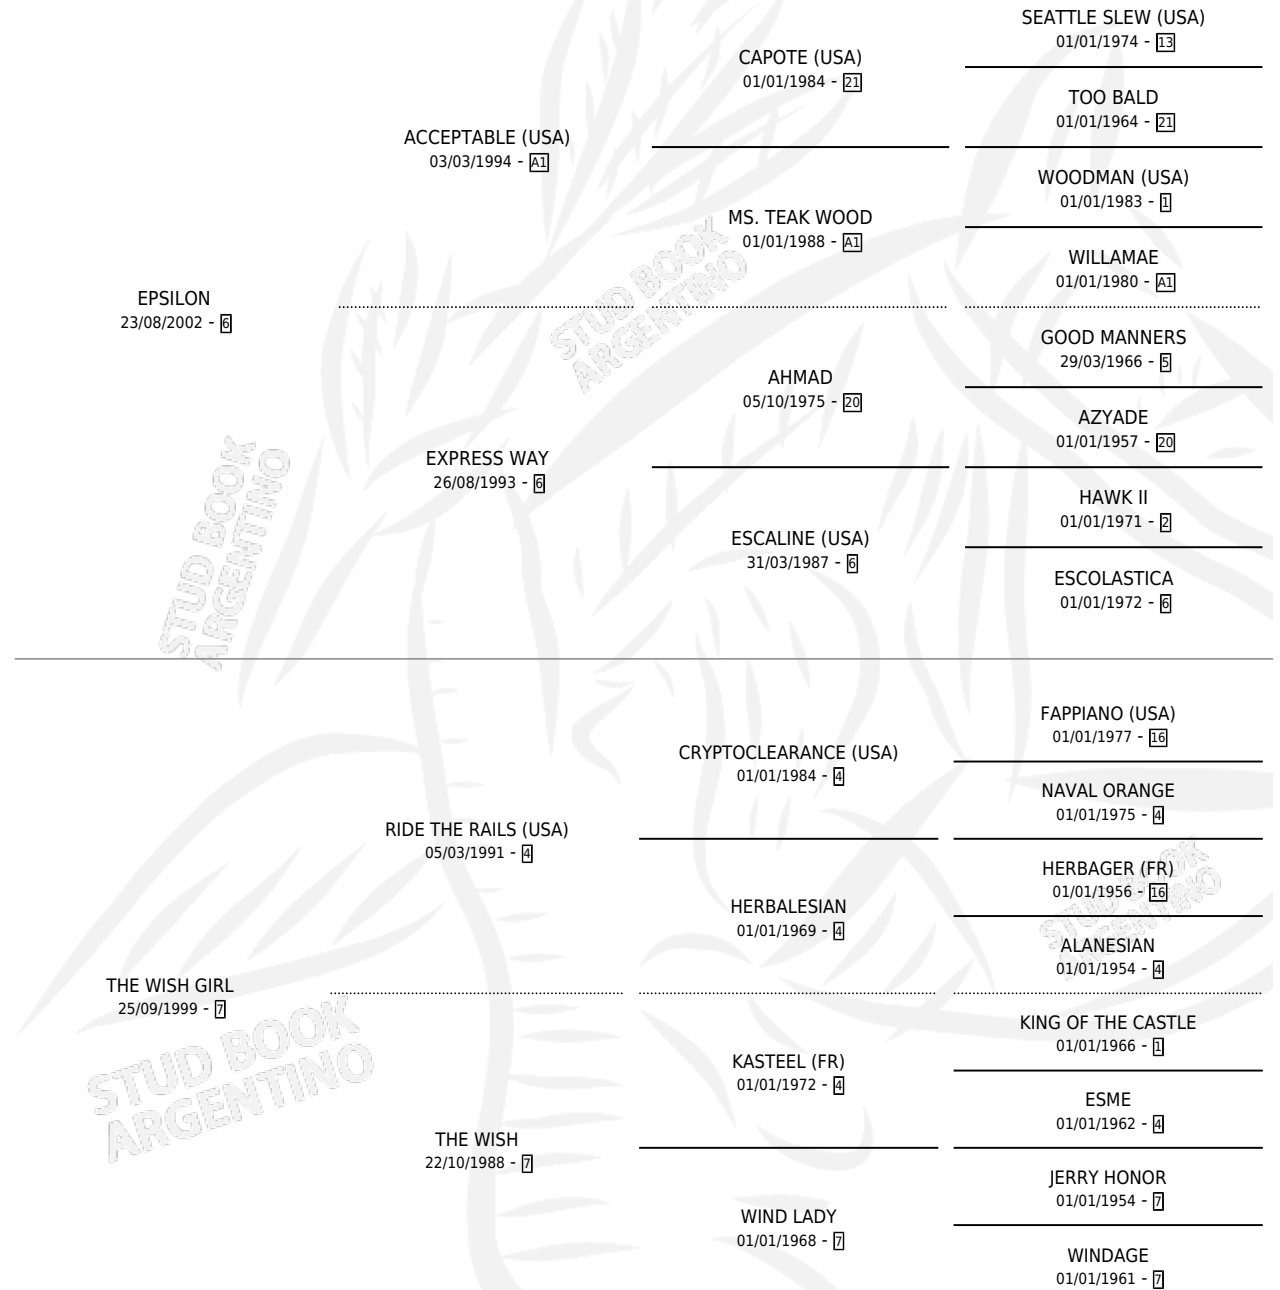 SEATTLE SLEW (USA)
01/01/1974 - 13
CAPOTE (USA)
01/01/1984 - 21
TOO BALD
01/01/1964 - 21
ACCEPTABLE (USA)
03/03/1994 - A1
WOODMAN (USA)
01/01/1983 - 1
MS. TEAK WOOD
01/01/1988 - A1
WILLAMAE
01/01/1980 - A1
EPSILON
23/08/2002 - 6
GOOD MANNERS
29/03/1966 - 5
AHMAD
05/10/1975 - 20
AZYADE
01/01/1957 - 20
EXPRESS WAY
26/08/1993 - 6
HAWK II
01/01/1971 - 2
ESCALINE (USA)
31/03/1987 - 6
ESCOLASTICA
01/01/1972 - 6
FAPPIANO (USA)
01/01/1977 - 16
CRYPTOCLEARANCE (USA)
01/01/1984 - 4
NAVAL ORANGE
01/01/1975 - 4
RIDE THE RAILS (USA)
05/03/1991 - 4
HERBAGER (FR)
01/01/1956 - 16
HERBALESIAN
01/01/1969 - 4
ALANESIAN
01/01/1954 - 4
THE WISH GIRL
25/09/1999 - 7
KING OF THE CASTLE
01/01/1966 - 1
KASTEEL (FR)
01/01/1972 - 4
ESME
01/01/1962 - 4
THE WISH
22/10/1988 - 7
JERRY HONOR
01/01/1954 - 7
WIND LADY
01/01/1968 - 7
WINDAGE
01/01/1961 - 7
STUD BOOK
ARGENTINO
STUD BOOK
ARGENTINO
STUD BOOK
ARGENTINO
STUD BOOK
ARGENTINO